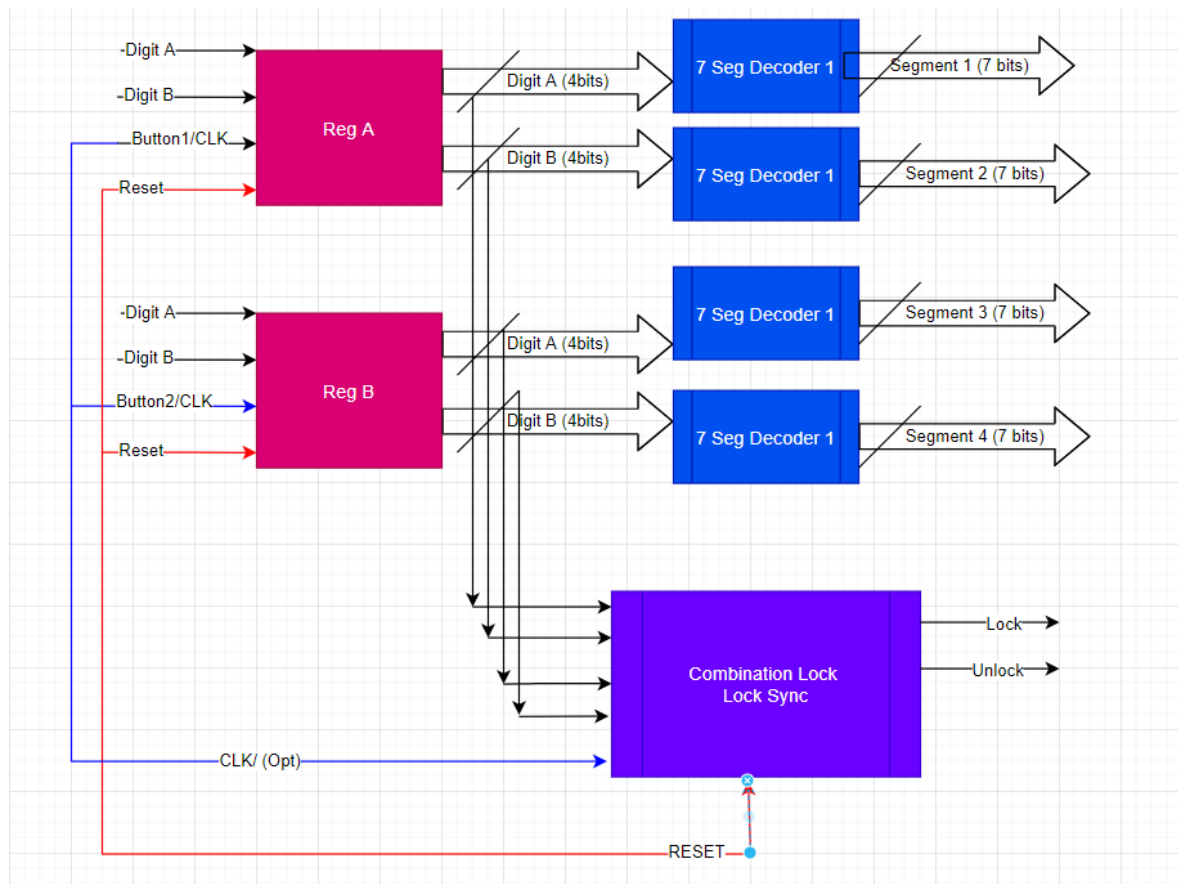 -Digit A
-Digit B
Button1/CLK
Reset
Reg A
Digit A (4bits)
Digit B (4bits)
7 Seg Decoder 1
Segment 1 (7 bits)
7 Seg Decoder 1
Segment 2 (7 bits)
-Digit A
-Digit B
Button2/CLK
Reset
Reg B
Digit A (4bits)
Digit B (4bits)
7 Seg Decoder 1
Segment 3 (7 bits)
7 Seg Decoder 1
Segment 4 (7 bits)
Combination Lock
Lock Sync
Lock
Unlock
CLK/ (Opt)
RESET